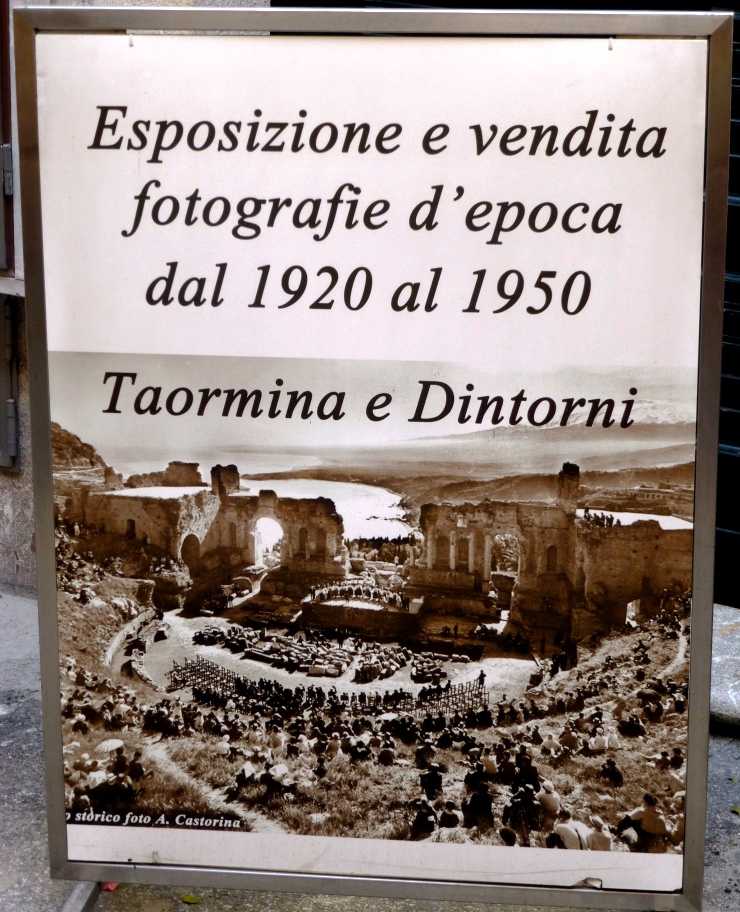 Esposizione e vendita
fotografie d'epoca
dal 1920 al 1950
Taormina e Dintorni
storico foto A. Castorina